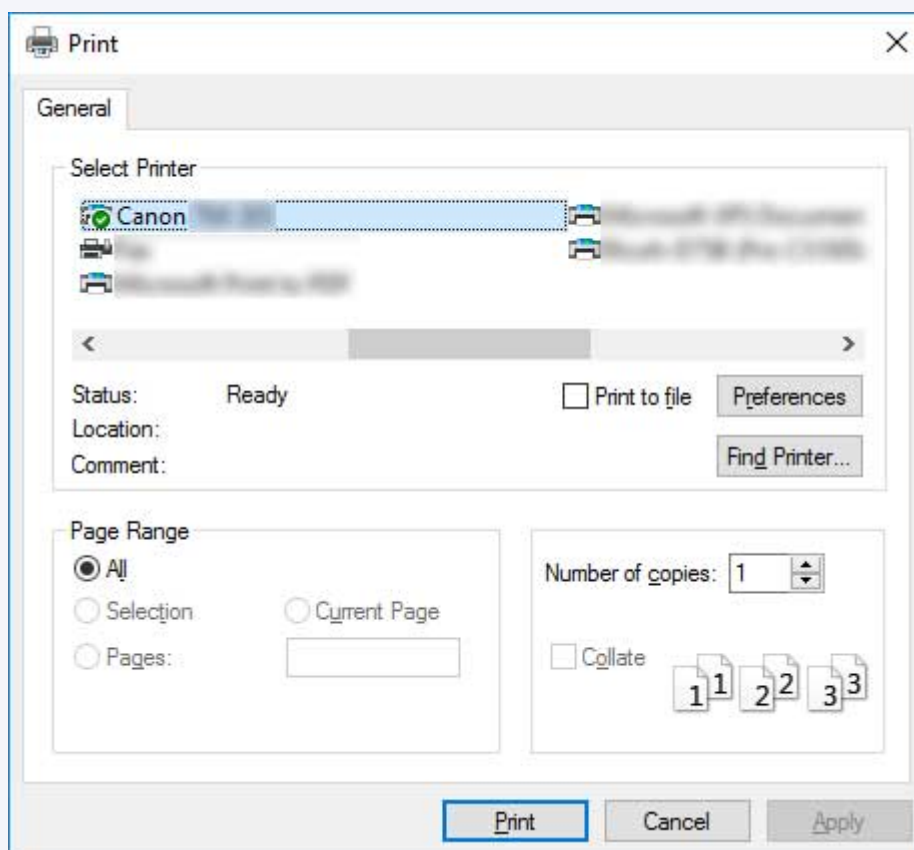 Print
General
Select Printer
Canon
Status: Ready
Print to file
Preferences
Location:
Comment:
Find Printer...
Page Range
All
Selection
Current Page
Pages:
Number of copies: 1
Collate
1 1 2 2 3 3
Print
Cancel
Apply